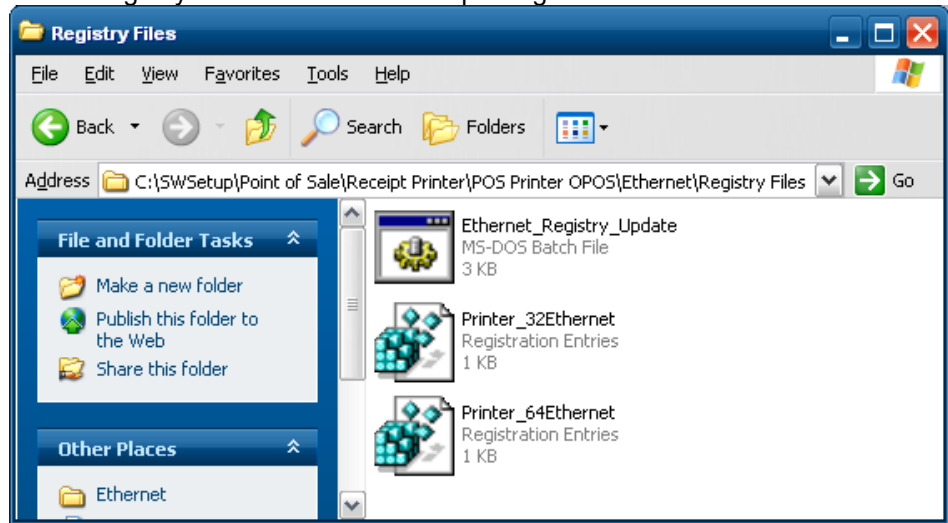 Registry Files
File Edit View Favorites Tools Help
Back Search Folders
Address C:\SWSetup\Point of Sale\Receipt Printer\POS Printer OPOS\Ethernet\Registry Files Go
File and Folder Tasks
Make a new folder
Publish this folder to
the Web
Share this folder
Other Places
Ethernet
Ethernet_Registry_Update
MS-DOS Batch File
3 KB
Printer_32Ethernet
Registration Entries
1 KB
Printer_64Ethernet
Registration Entries
1 KB